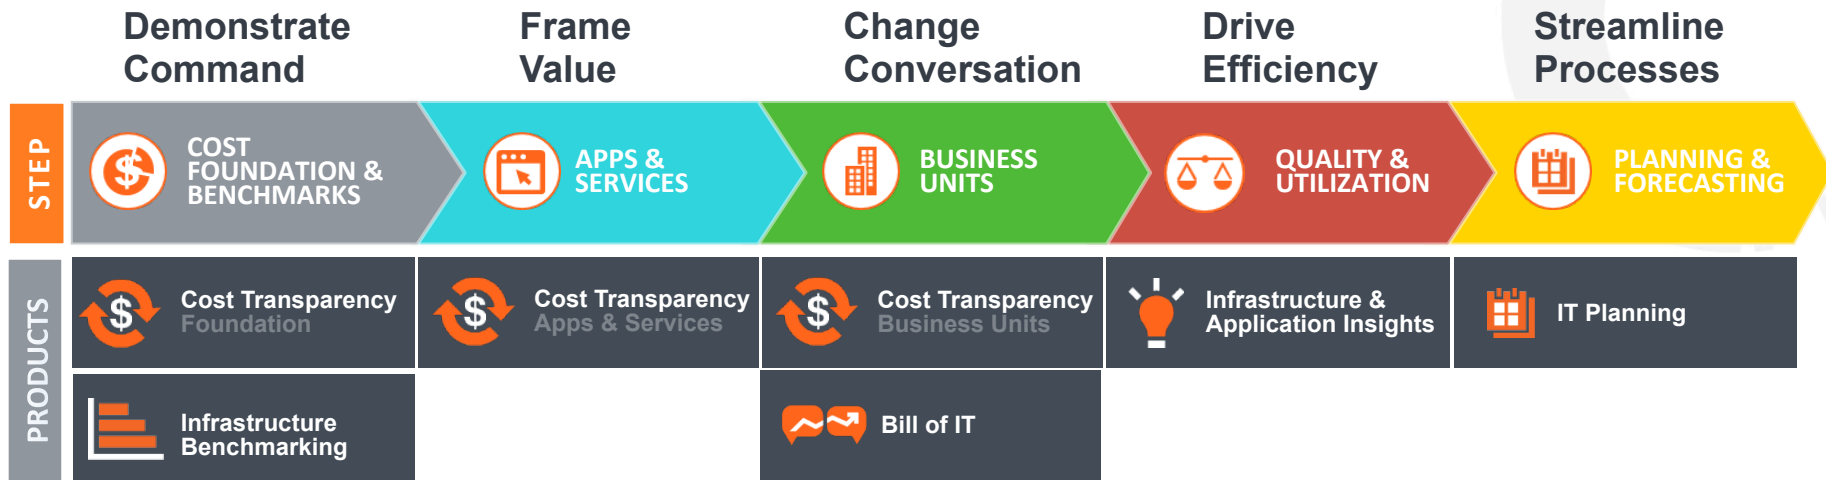 Demonstrate
Command
Frame
Value
Change
Conversation
Drive
Efficiency
Streamline
Processes
STEP
COST
FOUNDATION &
BENCHMARKS
APPS &
SERVICES
BUSINESS
UNITS
QUALITY &
UTILIZATION
PLANNING &
FORECASTING
PRODUCTS
$ Cost Transparency
Foundation
$ Cost Transparency
Apps & Services
$ Cost Transparency
Business Units
Infrastructure &
Application Insights
IT Planning
Infrastructure
Benchmarking
Bill of IT